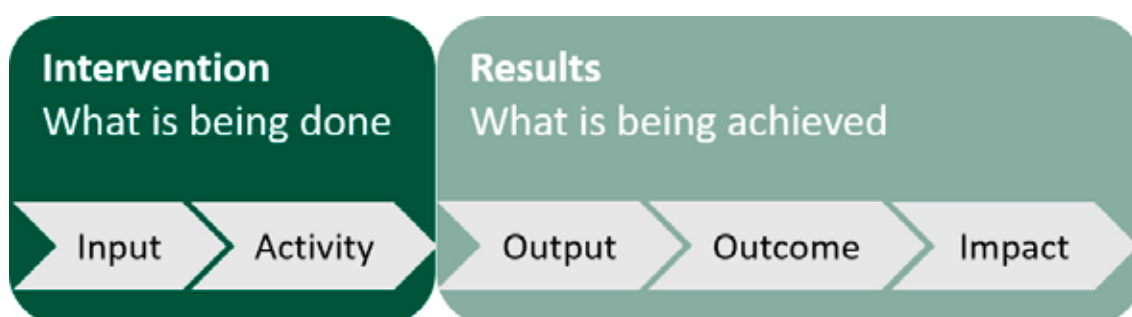 Intervention
What is being done
Results
What is being achieved
Input
Activity
Output
Outcome
Impact